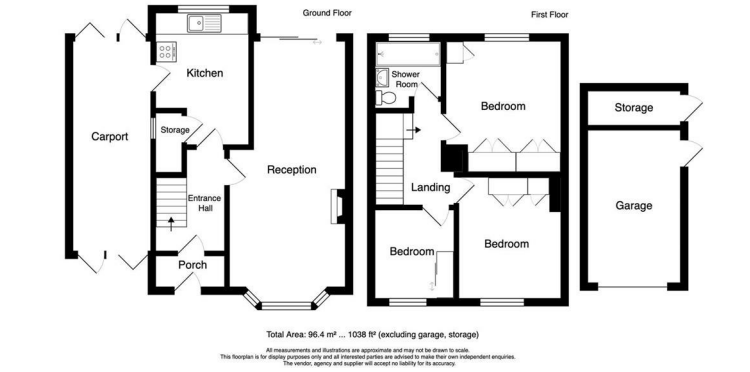 Ground Floor
First Floor
Kitchen
Shower
Room
Bedroom
Storage
Carport
Storage
Reception
Landing
Entrance
Hall
Garage
Bedroom
Bedroom
Porch
Total Area: 96.4 m² ... 1038 ft² (excluding garage, storage)
All measurements and illustrations are approximate and may not be drawn to scale.
This floorplan is for display purposes only and all interested parties are advised to make their own independent enquiries.
The vendor, agency and supplier will accept no liability for its accuracy.